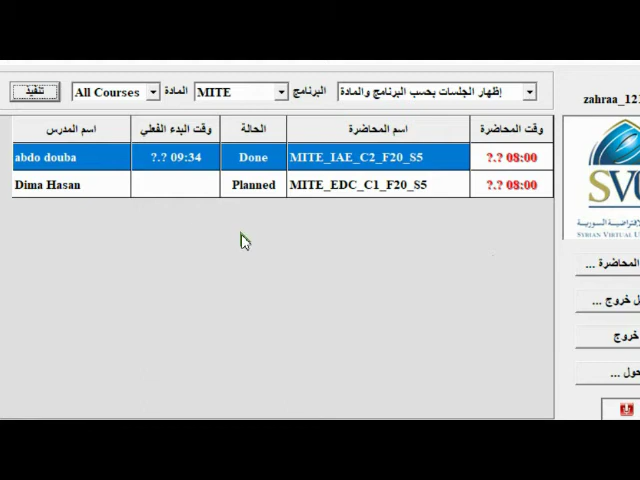 إظهار الجلسات بحسب البرنامج والمادة البرنامج MITE المادة All Courses تنفيذ
zahraa_12
وقت المحاضرة اسم المحاضرة الحالة وقت البدء الفعلي اسم المدرس
?.? 08:00 MITE_IAE_C2_F20_S5 Done ?.? 09:34 abdo douba
?.? 08:00 MITE_EDC_C1_F20_S5 Planned Dima Hasan
SVU
الافتراضية السورية
SYRIAN VIRTUAL U
المحاضرة ...
خروج ...
خروج
حول ...